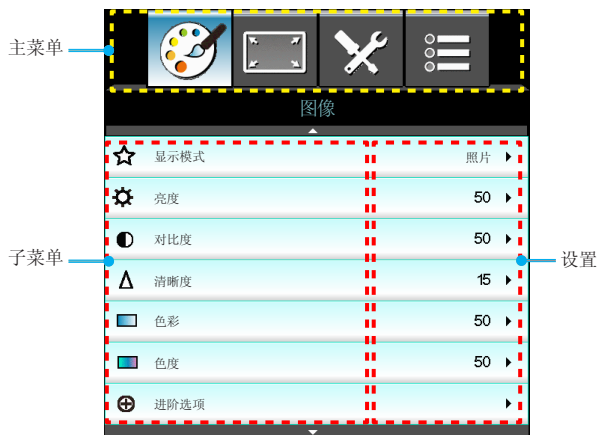 主菜单
图像
显示模式 照片
亮度 50
对比度 50
子菜单
设置
清晰度 15
色彩 50
色度 50
进阶选项